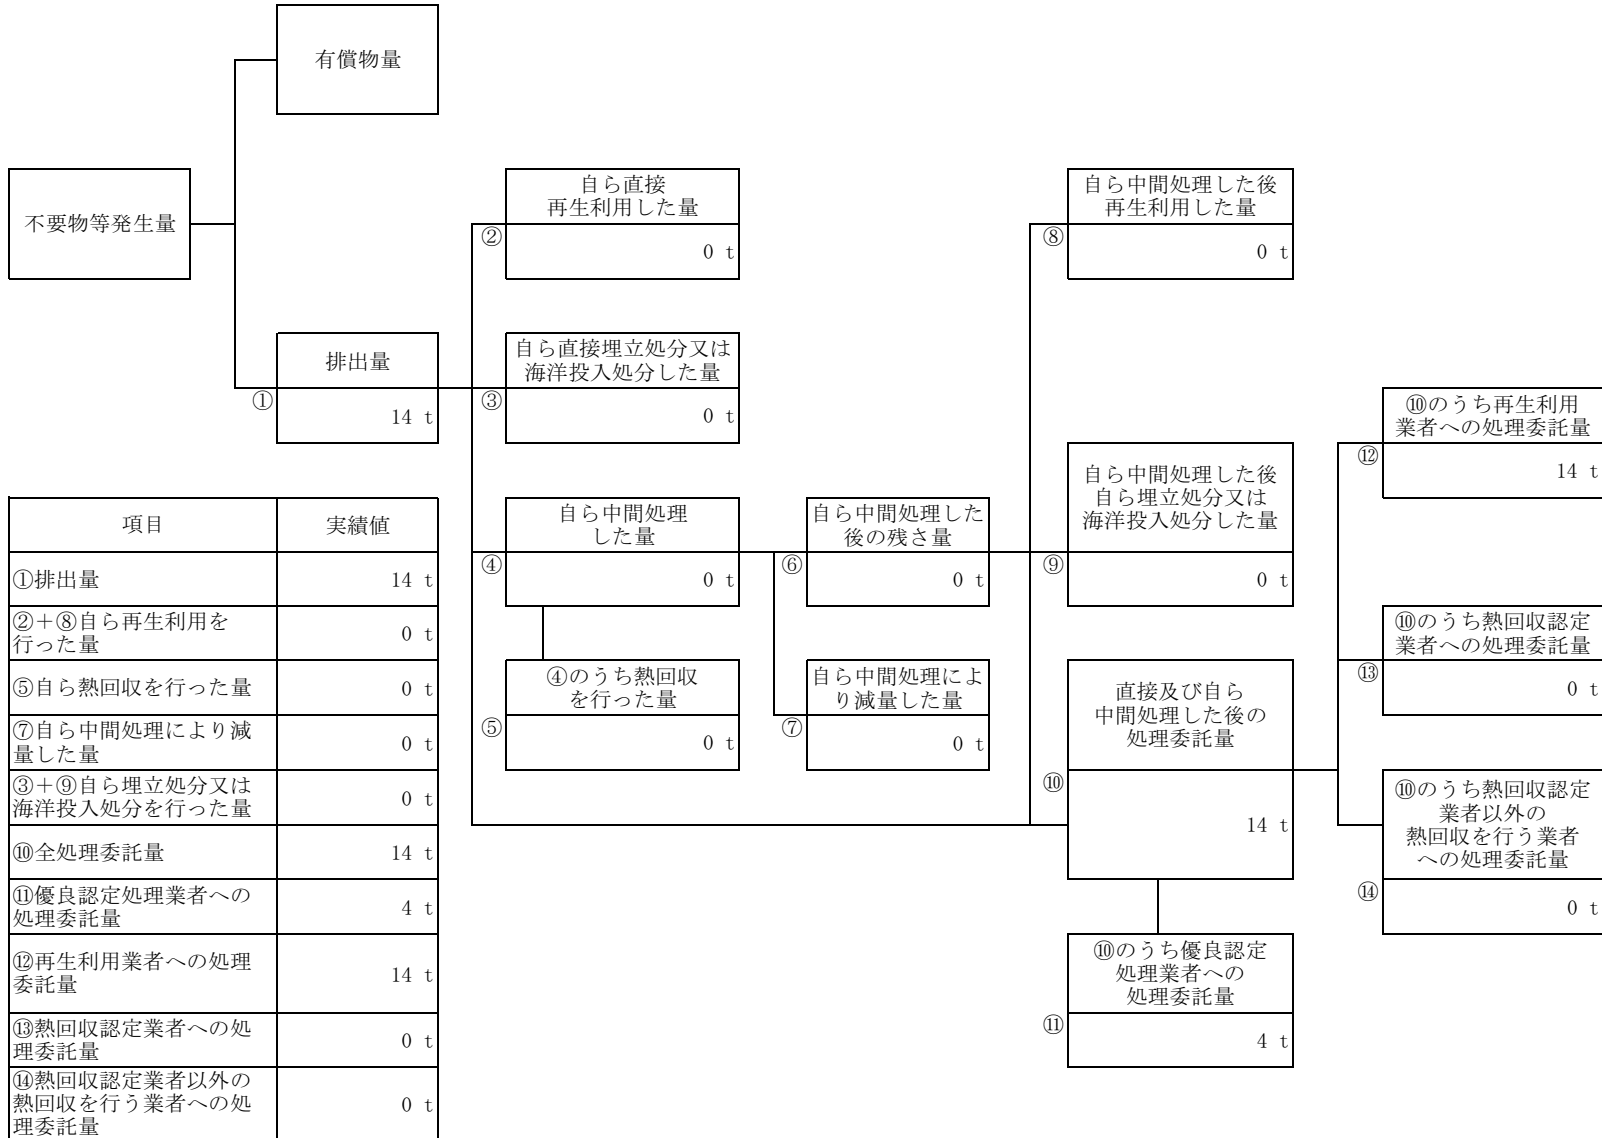 有償物量
不要物等発生量
自ら直接
再生利用した量
②
0 t
自ら中間処理した後
再生利用した量
⑧
0 t
排出量
①
14 t
自ら直接埋立処分又は
海洋投入処分した量
③
0 t
⑩のうち再生利用
業者への処理委託量
⑫
14 t
自ら中間処理した後
自ら埋立処分又は
海洋投入処分した量
⑨
0 t
自ら中間処理
した量
④
0 t
自ら中間処理した
後の残さ量
⑥
0 t
⑩のうち熱回収認定
業者への処理委託量
⑬
0 t
④のうち熱回収
を行った量
⑤
0 t
自ら中間処理によ
り減量した量
⑦
0 t
直接及び自ら
中間処理した後の
処理委託量
⑩
14 t
⑩のうち熱回収認定
業者以外の
熱回収を行う業者
への処理委託量
⑭
0 t
⑩のうち優良認定
処理業者への
処理委託量
⑪
4 t
項目 実績値
①排出量 14 t
②+⑧自ら再生利用を
行った量 0 t
⑤自ら熱回収を行った量 0 t
⑦自ら中間処理により減
量した量 0 t
③+⑨自ら埋立処分又は
海洋投入処分を行った量 0 t
⑩全処理委託量 14 t
⑪優良認定処理業者への
処理委託量 4 t
⑫再生利用業者への処理
委託量 14 t
⑬熱回収認定業者への処
理委託量 0 t
⑭熱回収認定業者以外の
熱回収を行う業者への処
理委託量 0 t